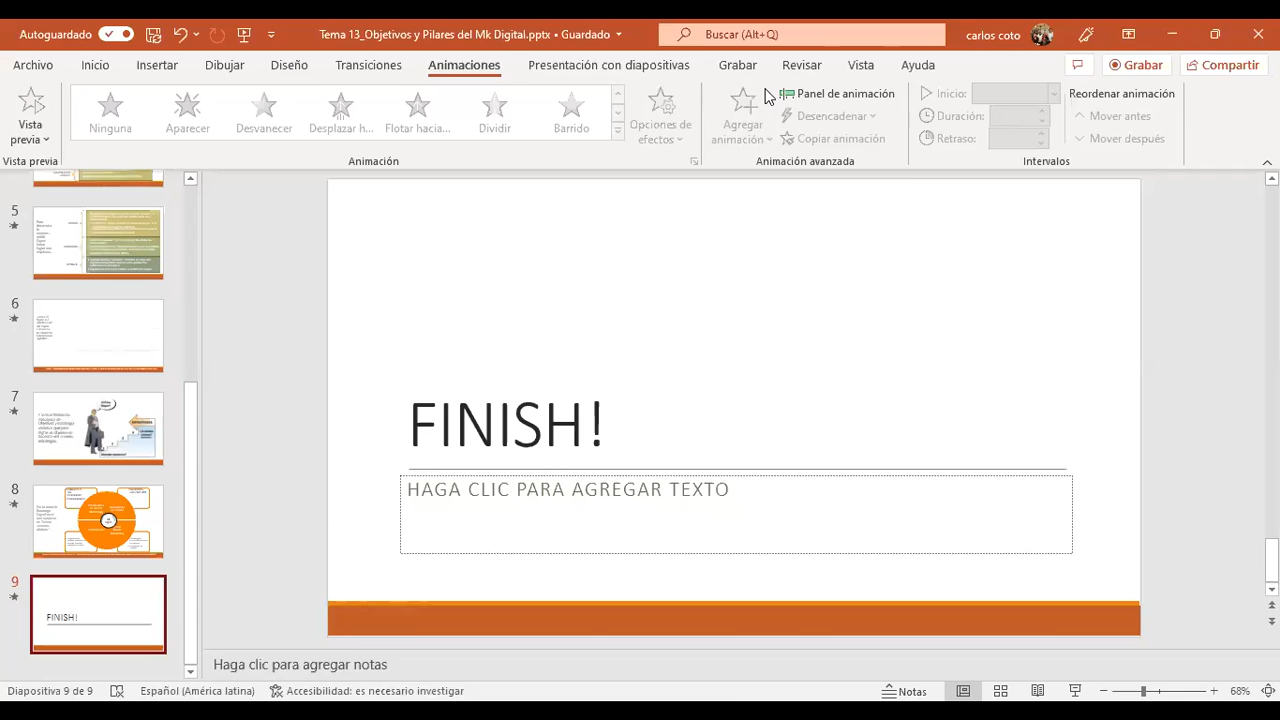 Autoguardado
Tema 13_Objetivos y Pilares del Mk Digital.pptx • Guardado
Buscar (Alt+Q)
carlos coto
Archivo
Inicio
Insertar
Dibujar
Diseño
Transiciones
Animaciones
Presentación con diapositivas
Grabar
Revisar
Vista
Ayuda
Grabar
Compartir
Vista previa
Ninguna
Aparecer
Desvanecer
Desplazar h...
Flotar hacia...
Dividir
Barrido
Opciones de efectos
Agregar animación
Panel de animación
Desencadenar
Copiar animación
Inicio:
Duración:
Retraso:
Reordenar animación
Mover antes
Mover después
Vista previa
Animación
Animación avanzada
Intervalos
5
6
7
8
9
FINISH!
FINISH!
HAGA CLIC PARA AGREGAR TEXTO
Haga clic para agregar notas
Diapositiva 9 de 9
Español (América latina)
Accesibilidad: es necesario investigar
Notas
68%